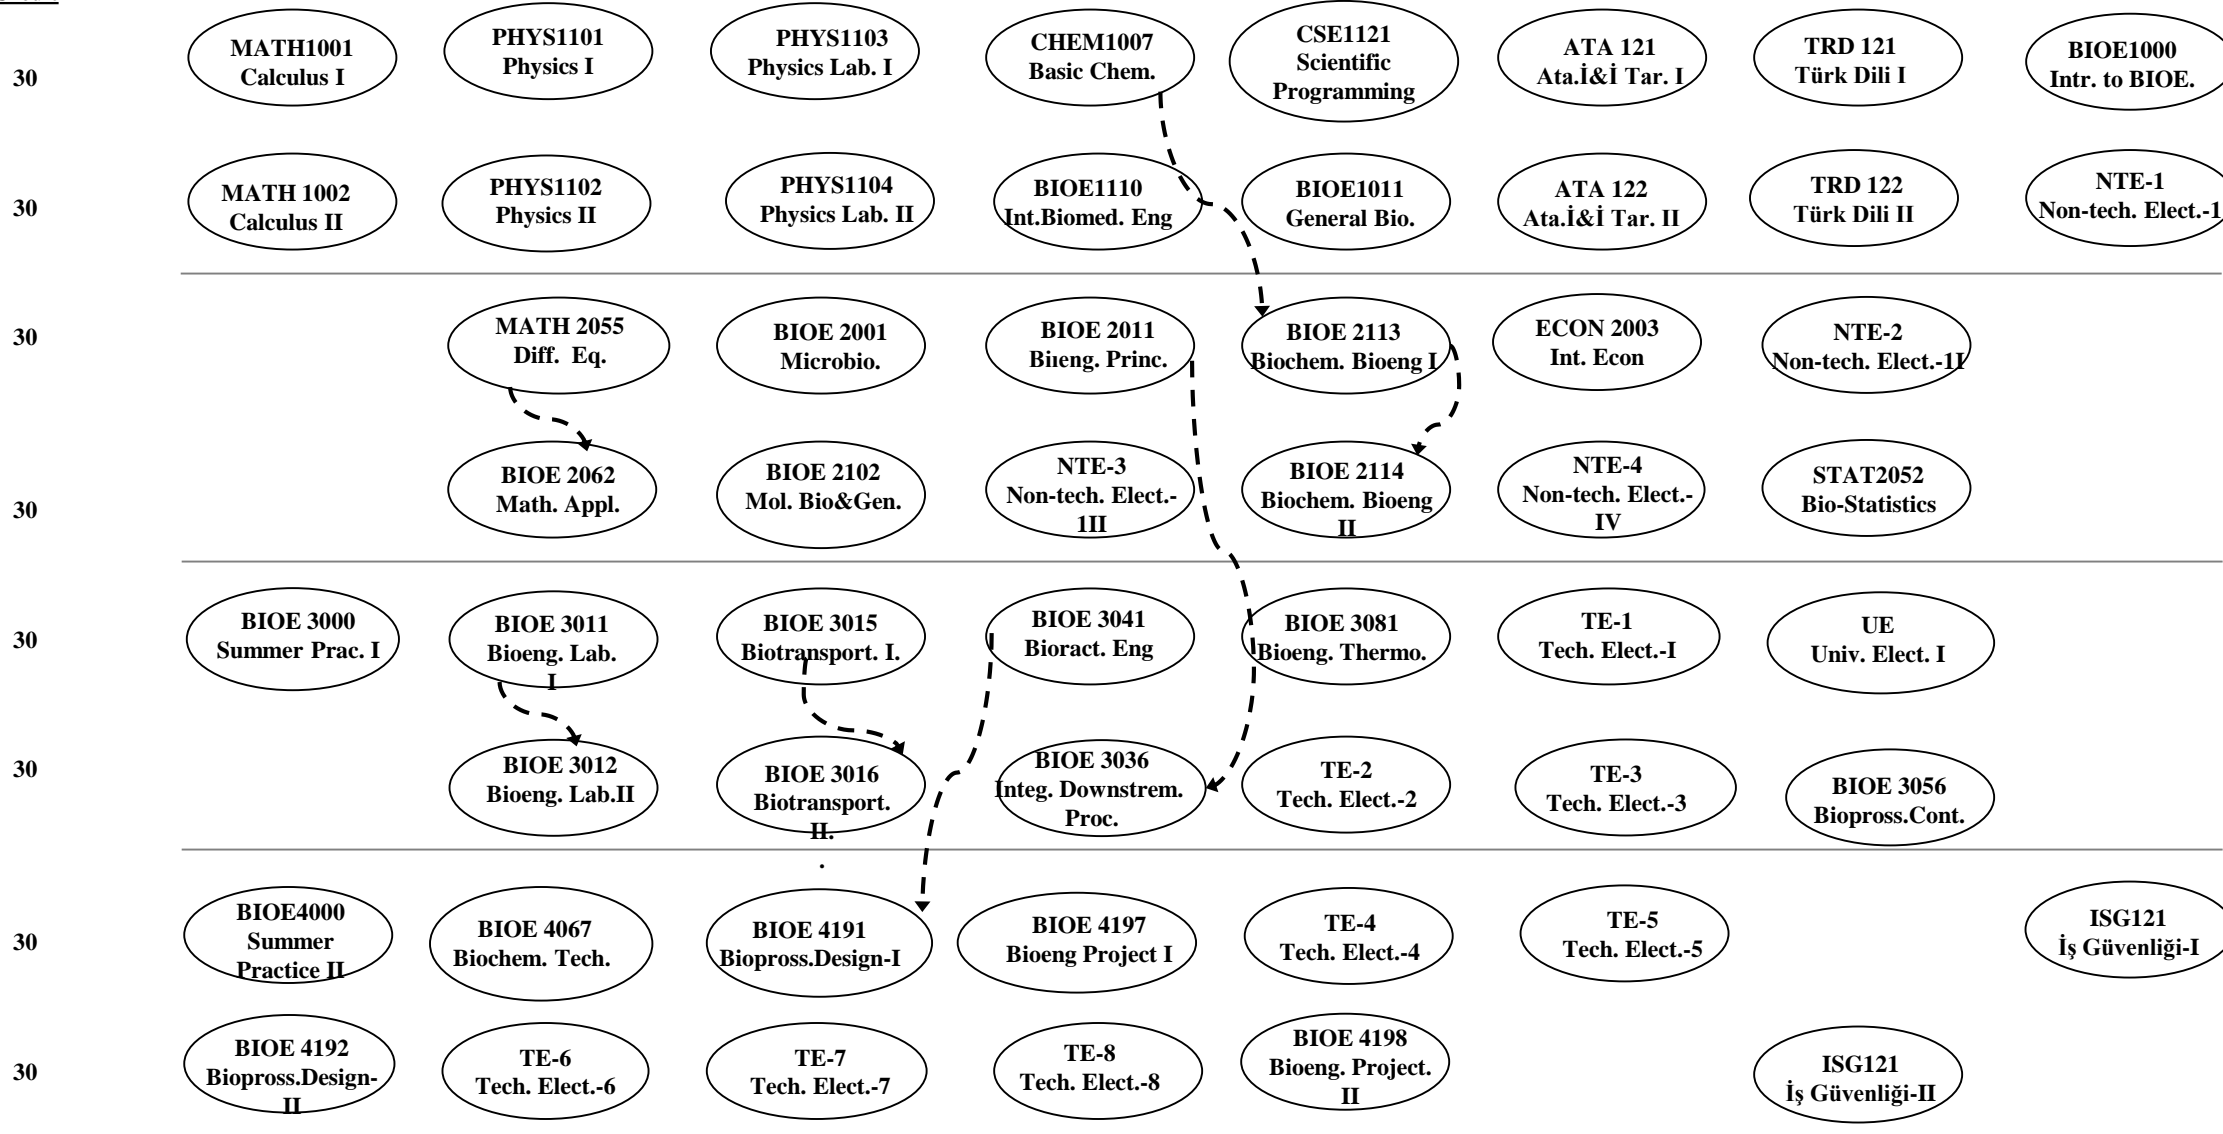 30
MATH1001
Calculus I
PHYS1101
Physics I
PHYS1103
Physics Lab. I
CHEM1007
Basic Chem.
CSE1121
Scientific
Programming
ATA 121
Ata.İ&İ Tar. I
TRD 121
Türk Dili I
BIOE1000
Intr. to BIOE.
30
MATH 1002
Calculus II
PHYS1102
Physics II
PHYS1104
Physics Lab. II
BIOE1110
Int.Biomed. Eng
BIOE1011
General Bio.
ATA 122
Ata.İ&İ Tar. II
TRD 122
Türk Dili II
NTE-1
Non-tech. Elect.-1
30
MATH 2055
Diff. Eq.
BIOE 2001
Microbio.
BIOE 2011
Biıeng. Princ.
BIOE 2113
Biochem. Bioeng I
ECON 2003
Int. Econ
NTE-2
Non-tech. Elect.-1I
30
BIOE 2062
Math. Appl.
BIOE 2102
Mol. Bio&Gen.
NTE-3
Non-tech. Elect.-
1II
BIOE 2114
Biochem. Bioeng
II
NTE-4
Non-tech. Elect.-
IV
STAT2052
Bio-Statistics
30
BIOE 3000
Summer Prac. I
BIOE 3011
Bioeng. Lab.
I
BIOE 3015
Biotransport. I.
BIOE 3041
Bioract. Eng
BIOE 3081
Bioeng. Thermo.
TE-1
Tech. Elect.-I
UE
Univ. Elect. I
30
BIOE 3012
Bioeng. Lab.II
BIOE 3016
Biotransport.
II.
.
BIOE 3036
Integ. Downstrem.
Proc.
TE-2
Tech. Elect.-2
TE-3
Tech. Elect.-3
BIOE 3056
Biopross.Cont.
30
BIOE4000
Summer
Practice II
BIOE 4067
Biochem. Tech.
BIOE 4191
Biopross.Design-I
BIOE 4197
Bioeng Project I
TE-4
Tech. Elect.-4
TE-5
Tech. Elect.-5
ISG121
İş Güvenliği-I
30
BIOE 4192
Biopross.Design-
II
TE-6
Tech. Elect.-6
TE-7
Tech. Elect.-7
TE-8
Tech. Elect.-8
BIOE 4198
Bioeng. Project.
II
ISG121
İş Güvenliği-II